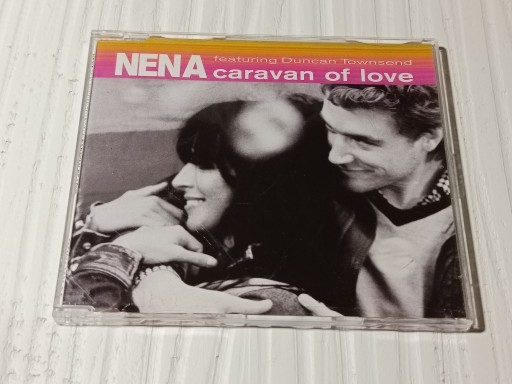 NENA featuring Duncan Townsend
caravan of love